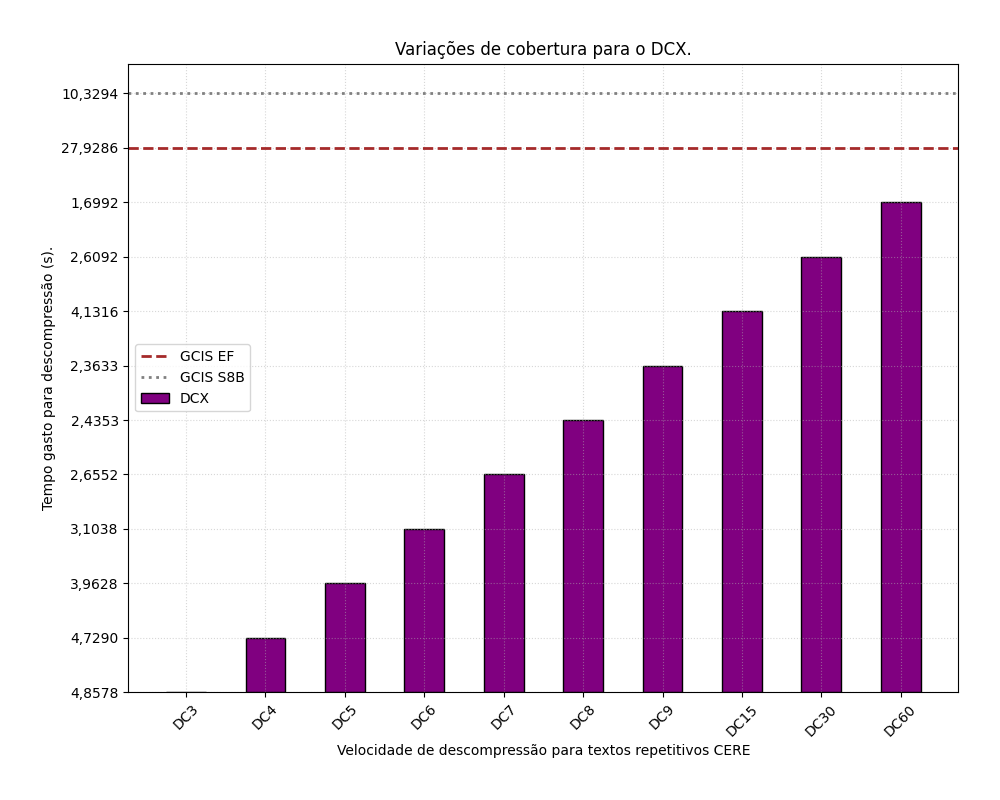 Variações de cobertura para o DCX.
10,3294
27,9286
1,6992
2,6092
4,1316
2,3633
2,4353
2,6552
3,1038
3,9628
4,7290
4,8578
Tempo gasto para descompressão (s).
GCIS EF
GCIS S8B
DCX
DC3
DC4
DC5
DC6
DC7
DC8
DC9
DC15
DC30
DC60
Velocidade de descompressão para textos repetitivos CERE